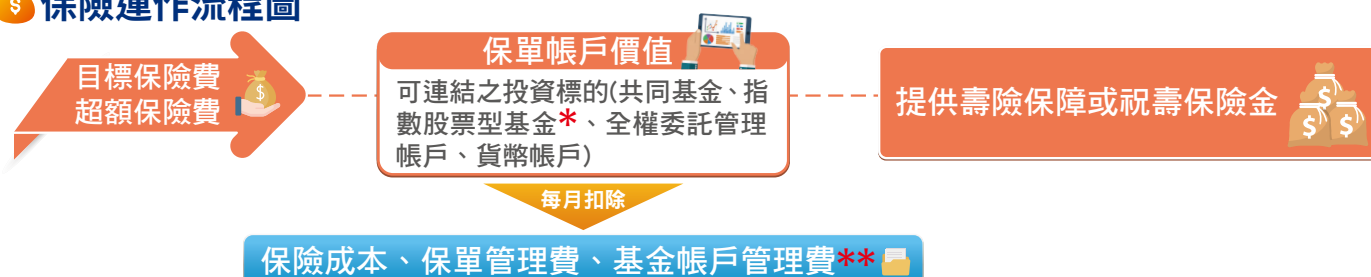 保險運作流程圖
目標保險費
超額保險費
保單帳戶價值
可連結之投資標的(共同基金、指
數股票型基金*、全權委託管理
帳戶、貨幣帳戶)
提供壽險保障或祝壽保險金
每月扣除
保險成本、保單管理費、基金帳戶管理費**